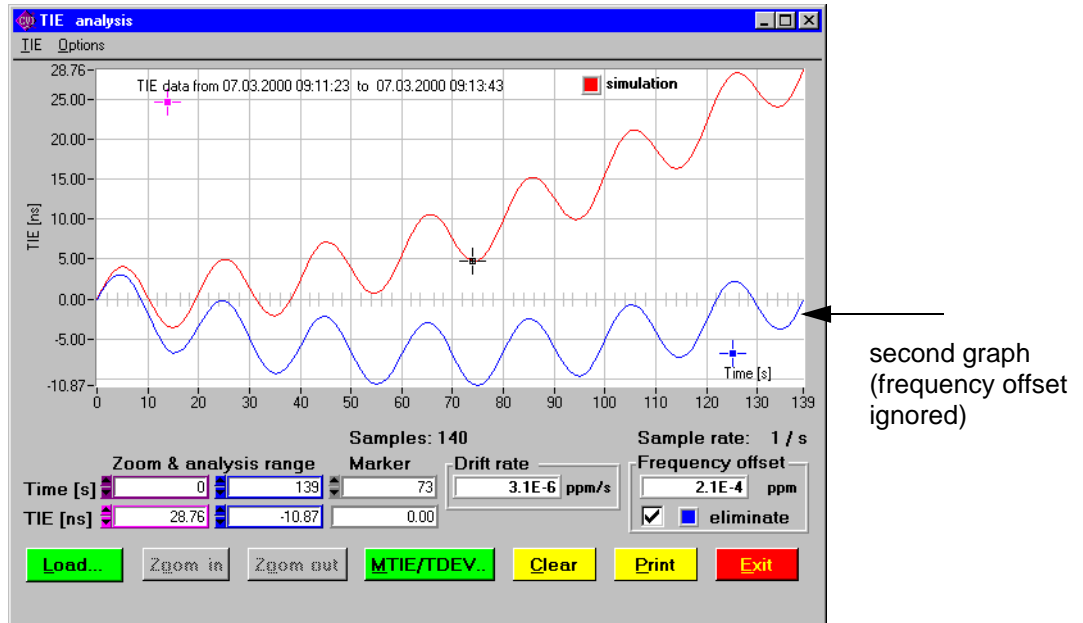 TIE analysis
TIE Options
TIE data from 07.03.2000 09:11:23 to 07.03.2000 09:13:43
simulation
28.76
25.00
20.00
15.00
10.00
5.00
0.00
-5.00
-10.87
TIE [ns]
Time [s]
0 10 20 30 40 50 60 70 80 90 100 110 120 130 139
second graph
(frequency offset
ignored)
Samples: 140
Sample rate: 1 / s
Zoom & analysis range Marker Drift rate Frequency offset
Time [s] 0 139 73 3.1E-6 ppm/s 2.1E-4 ppm
TIE [ns] 28.76 -10.87 0.00 eliminate
Load... Zoom in Zoom out MTIE/TDEV.. Clear Print Exit